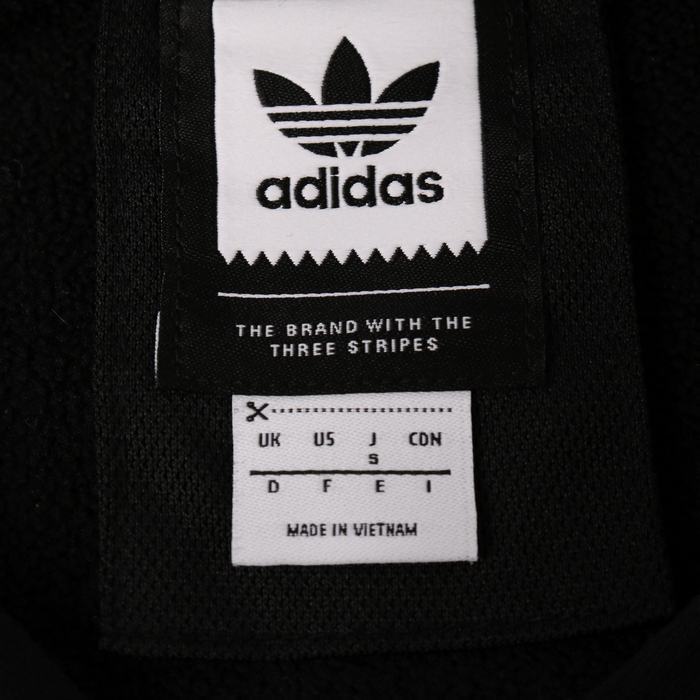 adidas
THE BRAND WITH THE
THREE STRIPES
UK US J CDN
S
D F E I
MADE IN VIETNAM